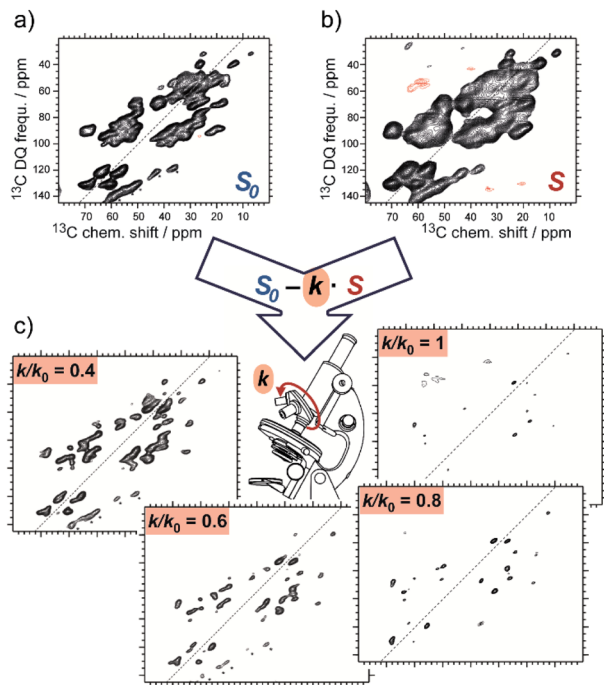 a)
b)
40
60
80
100
120
140
13C DQ frequ. / ppm
S0
70 60 50 40 30 20 10
13C chem. shift / ppm
40
60
80
100
120
140
13C DQ frequ. / ppm
S
70 60 50 40 30 20 10
13C chem. shift / ppm
S0 – k · S
c)
k/k0 = 0.4
k
k/k0 = 1
k/k0 = 0.6
k/k0 = 0.8